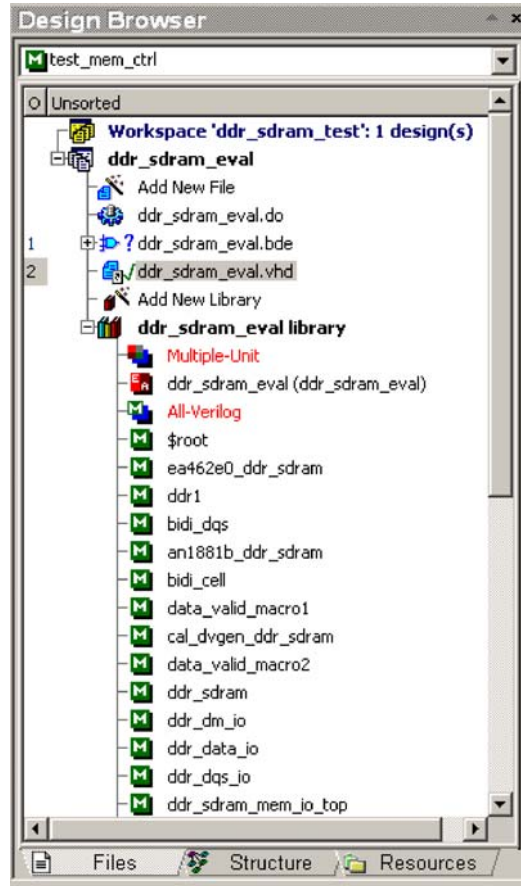 Design Browser
test_mem_ctrl
O Unsorted
Workspace 'ddr_sdram_test': 1 design(s)
ddr_sdram_eval
Add New File
ddr_sdram_eval.do
1 ? ddr_sdram_eval.bde
2 ddr_sdram_eval.vhd
Add New Library
ddr_sdram_eval library
Multiple-Unit
ddr_sdram_eval (ddr_sdram_eval)
All-Verilog
$root
ea462e0_ddr_sdram
ddr1
bidi_dqs
an1881b_ddr_sdram
bidi_cell
data_valid_macro1
cal_dvgen_ddr_sdram
data_valid_macro2
ddr_sdram
ddr_dm_io
ddr_data_io
ddr_dqs_io
ddr_sdram_mem_io_top
Files Structure Resources